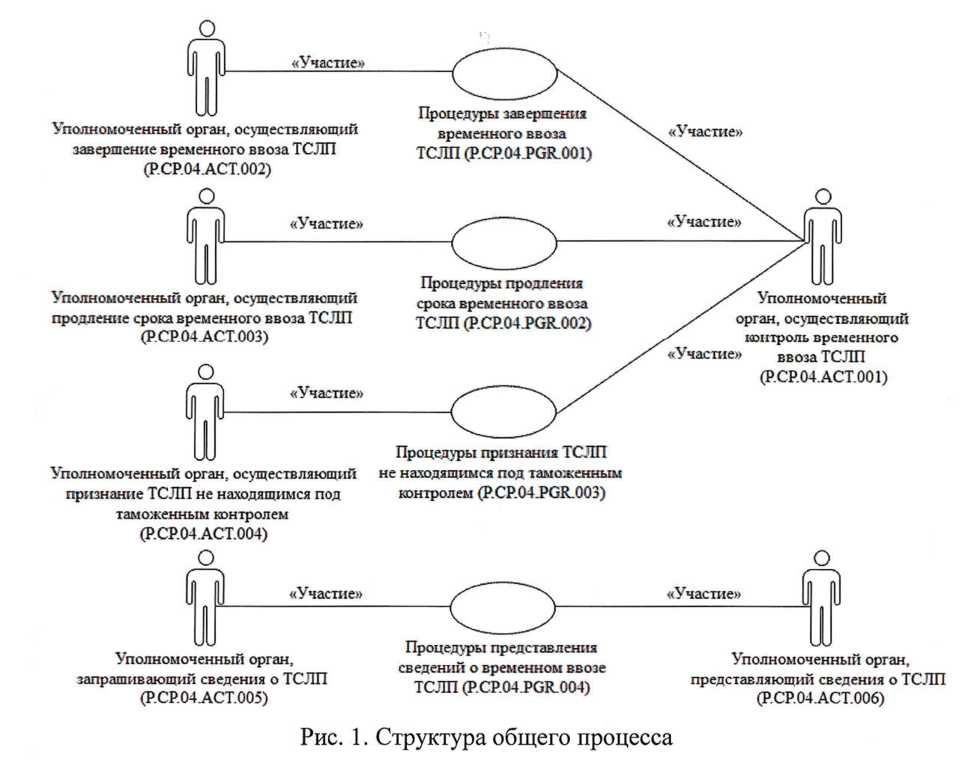 «Участие»
Уполномоченный орган, осуществляющий
завершение временного ввоза ТСЛП
(P.CP.04.ACT.002)
Процедуры завершения
временного ввоза
ТСЛП (P.CP.04.PGR.001)
«Участие»
«Участие»
Уполномоченный орган, осуществляющий
продление срока временного ввоза ТСЛП
(P.CP.04.ACT.003)
Процедуры продления
срока временного ввоза
ТСЛП (P.CP.04.PGR.002)
«Участие»
Уполномоченный
орган, осуществляющий
контроль временного
ввоза ТСЛП
(P.CP.04.ACT.001)
«Участие»
Уполномоченный орган, осуществляющий
признание ТСЛП не находящимся под
таможенным контролем
(P.CP.04.ACT.004)
Процедуры признания ТСЛП
не находящимся под таможенным
контролем (P.CP.04.PGR.003)
«Участие»
«Участие»
Уполномоченный орган,
запрашивающий сведения о ТСЛП
(P.CP.04.ACT.005)
Процедуры представления
сведений о временном ввозе
ТСЛП (P.CP.04.PGR.004)
«Участие»
Уполномоченный орган,
представляющий сведения о ТСЛП
(P.CP.04.ACT.006)
Рис. 1. Структура общего процесса